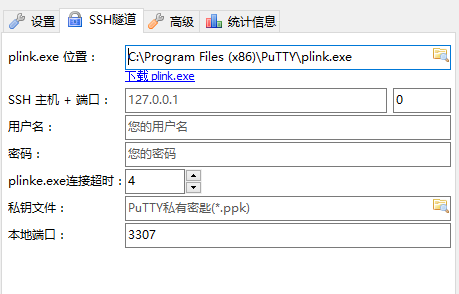 设置 SSH隧道 高级 统计信息
plink.exe 位置： C:\Program Files (x86)\PuTTY\plink.exe
下载 plink.exe
SSH 主机 + 端口： 127.0.0.1 0
用户名： 您的用户名
密码： 您的密码
plinke.exe连接超时： 4
私钥文件： PuTTY私有密匙(*.ppk)
本地端口： 3307